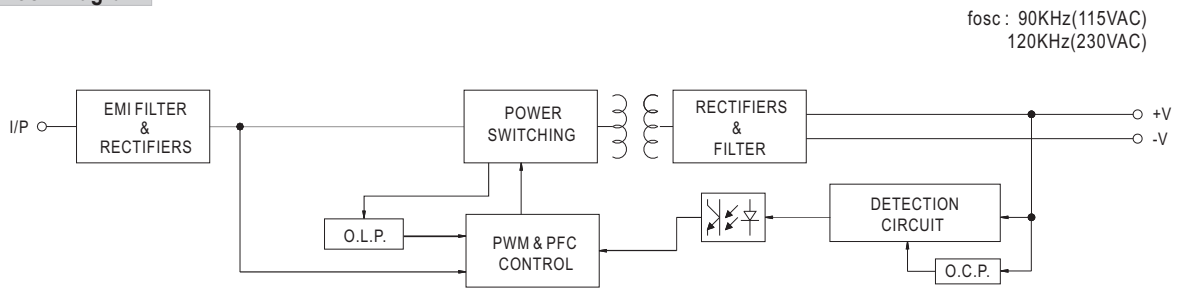 fosc : 90KHz(115VAC)
120KHz(230VAC)
I/P
EMI FILTER
&
RECTIFIERS
POWER
SWITCHING
RECTIFIERS
&
FILTER
+V
-V
O.L.P.
PWM & PFC
CONTROL
DETECTION
CIRCUIT
O.C.P.